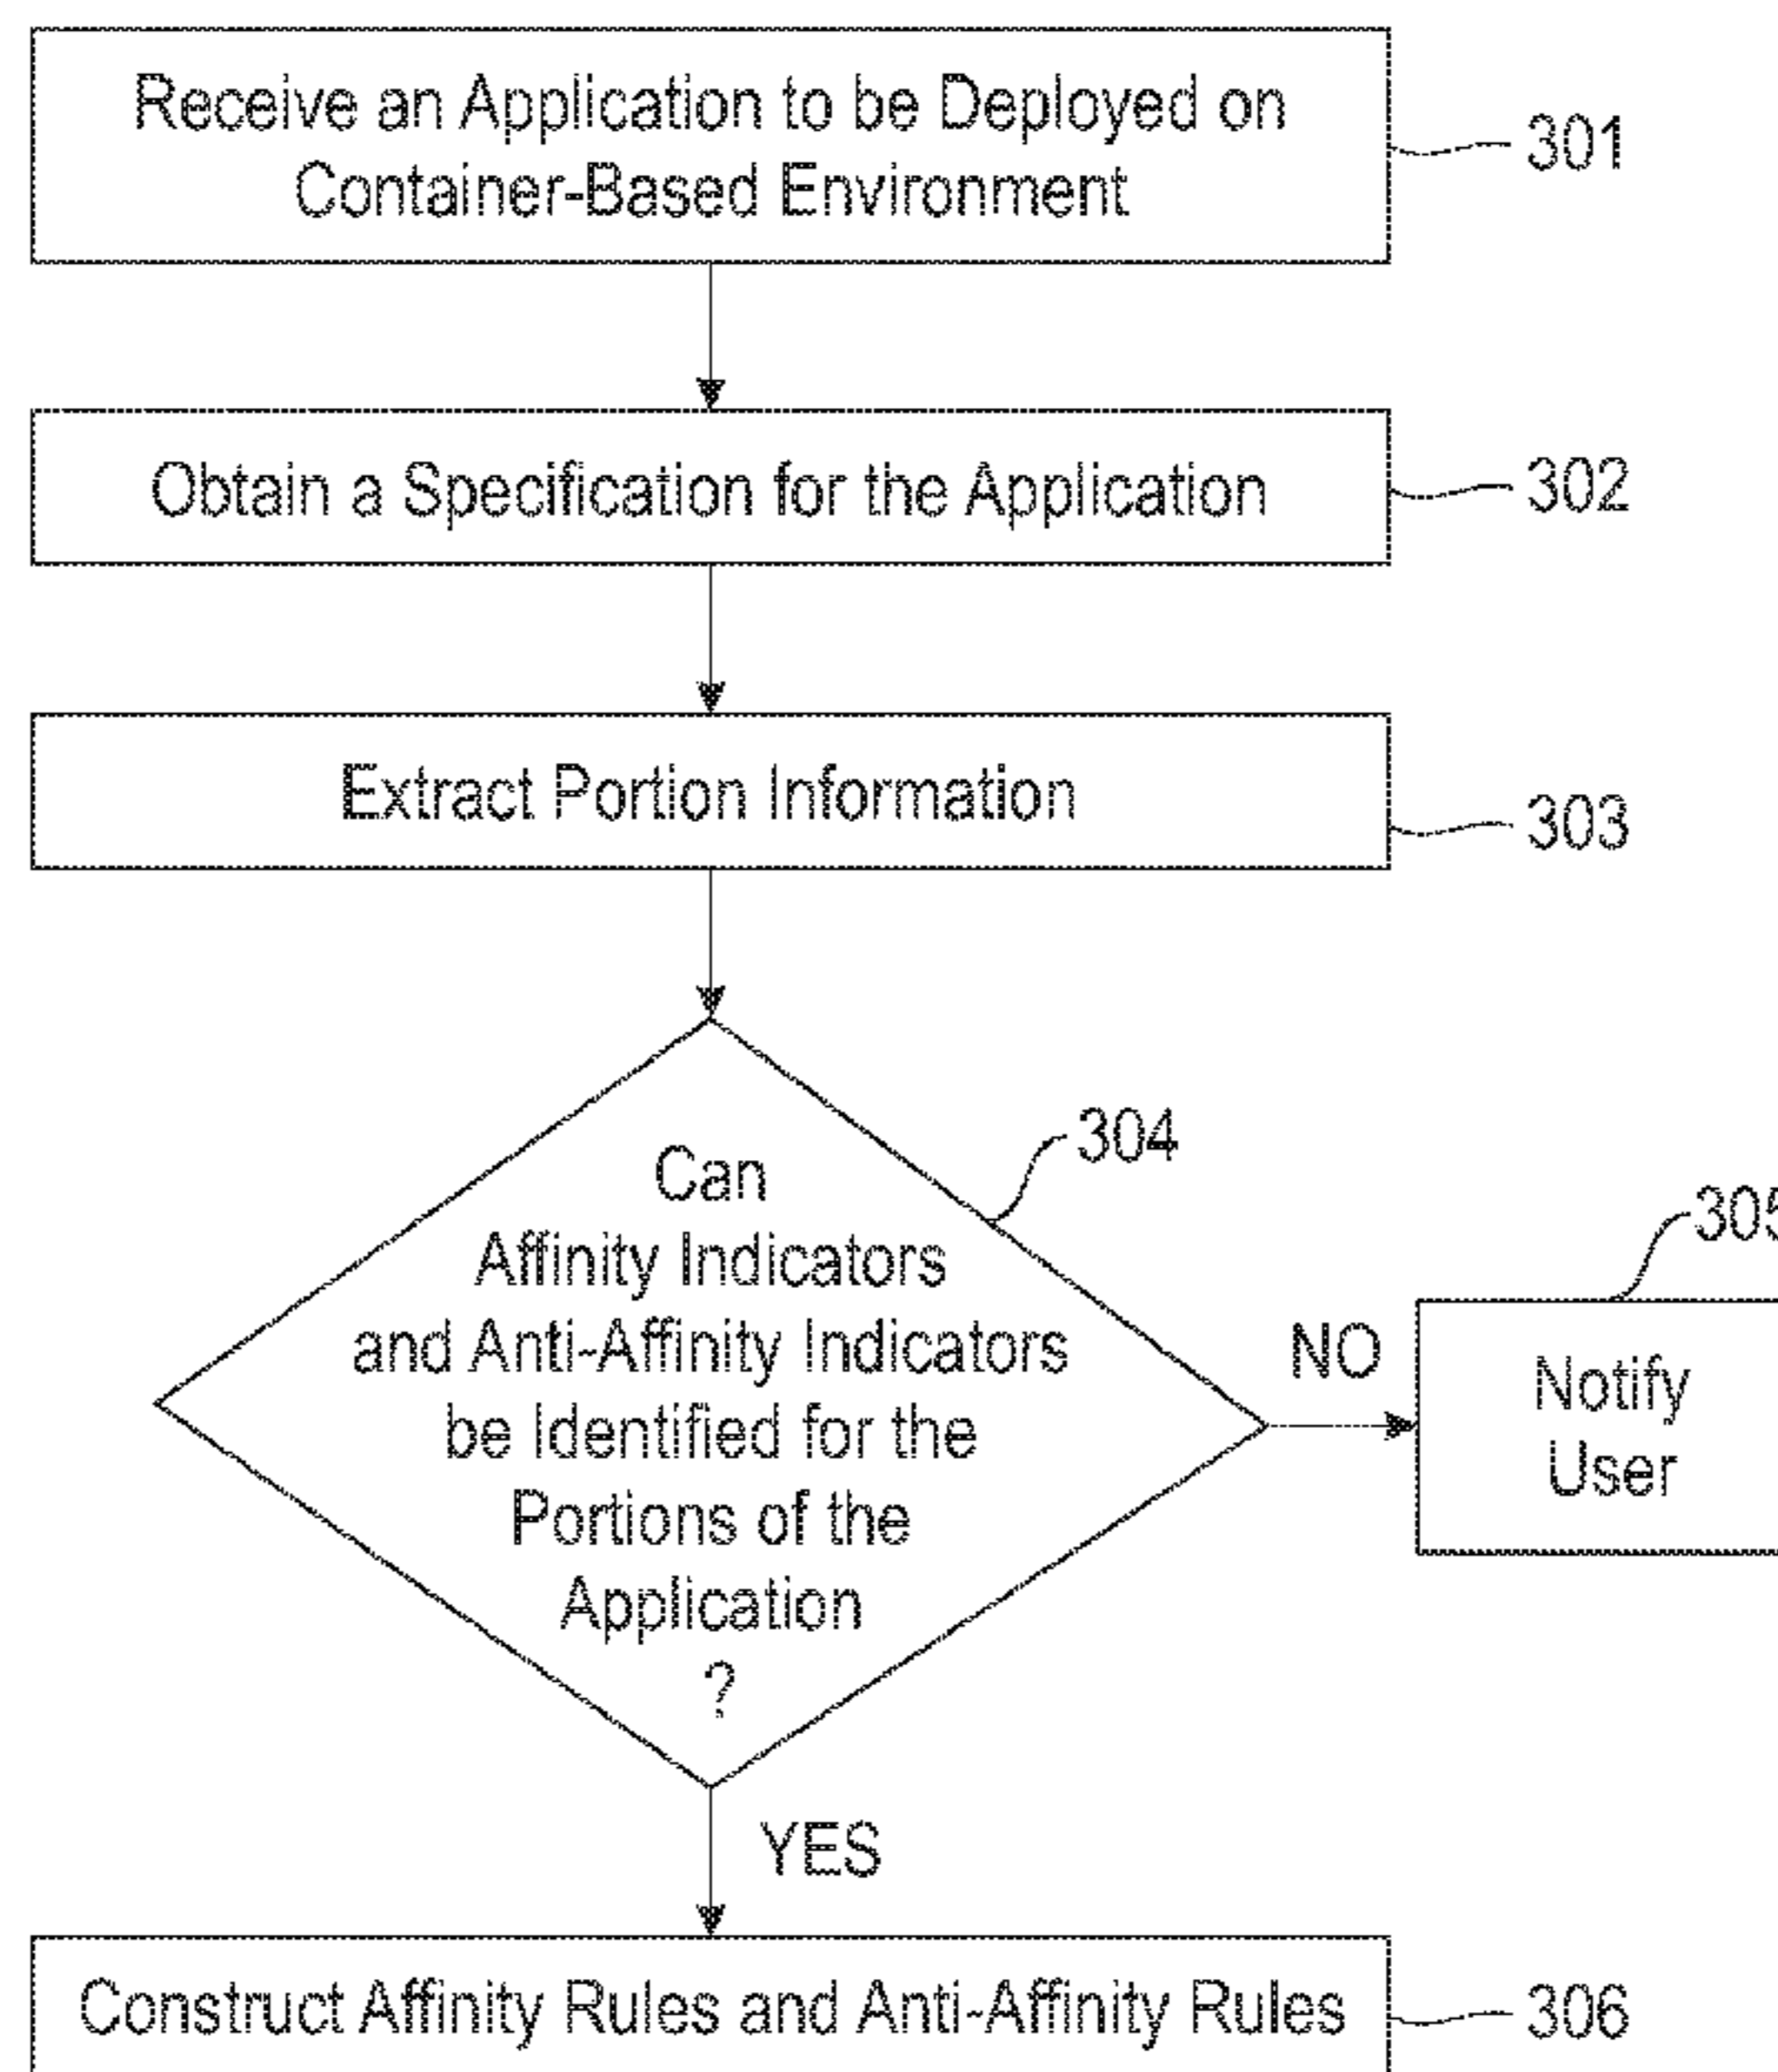 Receive an Application to be Deployed on
Container-Based Environment
301
Obtain a Specification for the Application
302
Extract Portion Information
303
Can
Affinity Indicators
and Anti-Affinity Indicators
be Identified for the
Portions of the
Application
?
304
NO
305
Notify
User
YES
Construct Affinity Rules and Anti-Affinity Rules
306